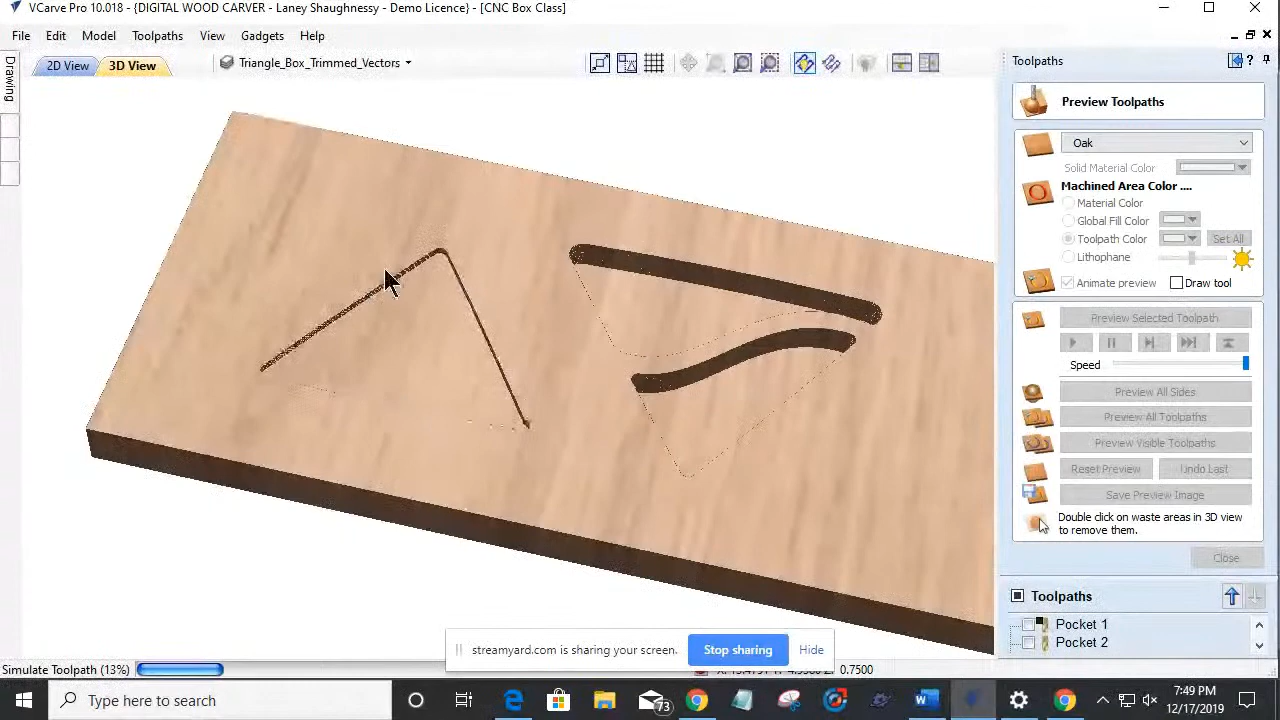 VCarve Pro 10.018 - {DIGITAL WOOD CARVER - Laney Shaughnessy - Demo Licence} - [CNC Box Class]
File Edit Model Toolpaths View Gadgets Help
Drawing
2D View 3D View Triangle_Box_Trimmed_Vectors
Toolpaths
Preview Toolpaths
Oak
Solid Material Color
Machined Area Color ....
Material Color
Global Fill Color
Toolpath Color Set All
Lithophane
Animate preview Draw tool
Preview Selected Toolpath
Speed
Preview All Sides
Preview All Toolpaths
Preview Visible Toolpaths
Reset Preview Undo Last
Save Preview Image
Double click on waste areas in 3D view
to remove them.
Close
Toolpaths
Pocket 1
Pocket 2
streamyard.com is sharing your screen. Stop sharing Hide
Simulate Toolpath (13%) 0.7500
Type here to search
73
7:49 PM
12/17/2019